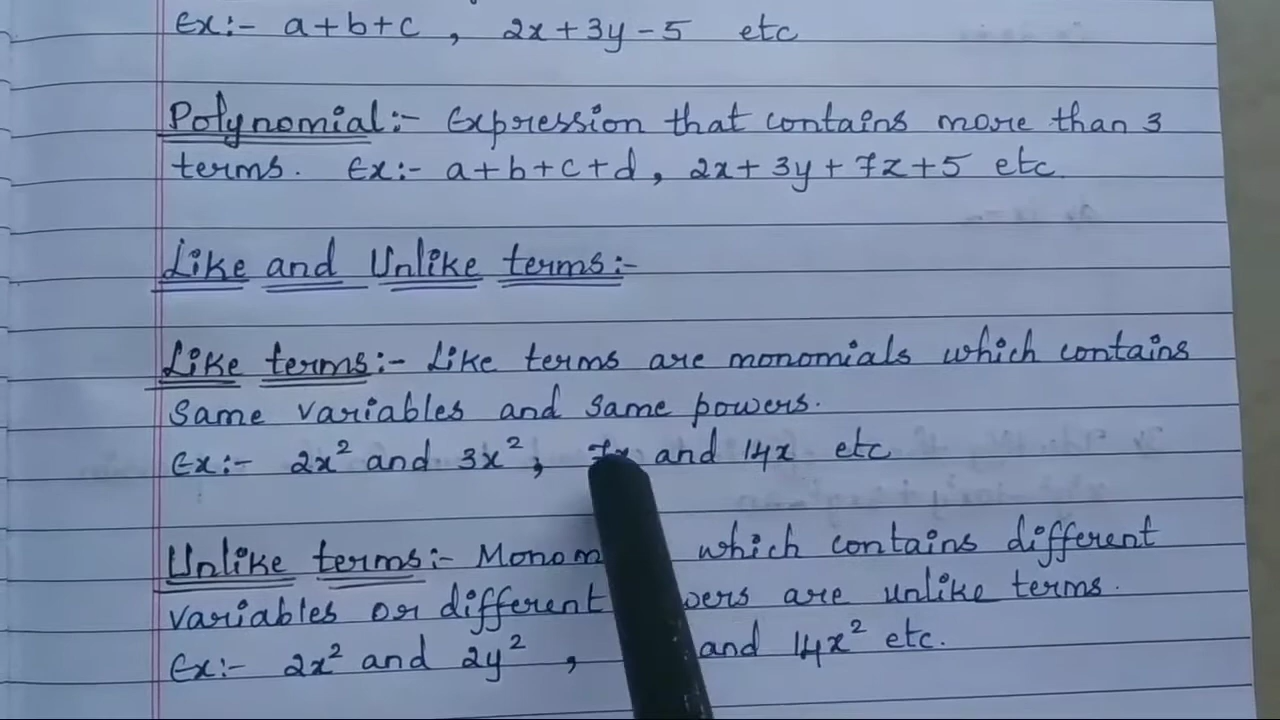 Ex:- a+b+c , 2x+3y-5 etc
Polynomial:- Expression that contains more than 3
terms. Ex:- a+b+c+d, 2x+3y+7z+5 etc
Like and Unlike terms:-
Like terms:- Like terms are monomials which contains
same variables and same powers.
Ex:- 2x² and 3x², 7x and 14x etc
Unlike terms:- which contains different
variables or different are unlike terms.
Ex:- 2x² and 2y² , and 14x² etc.